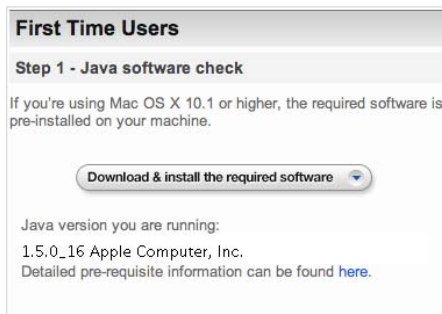 First Time Users
Step 1 - Java software check
If you're using Mac OS X 10.1 or higher, the required software is
pre-installed on your machine.
Download & install the required software
Java version you are running:
1.5.0_16 Apple Computer, Inc.
Detailed pre-requisite information can be found here.